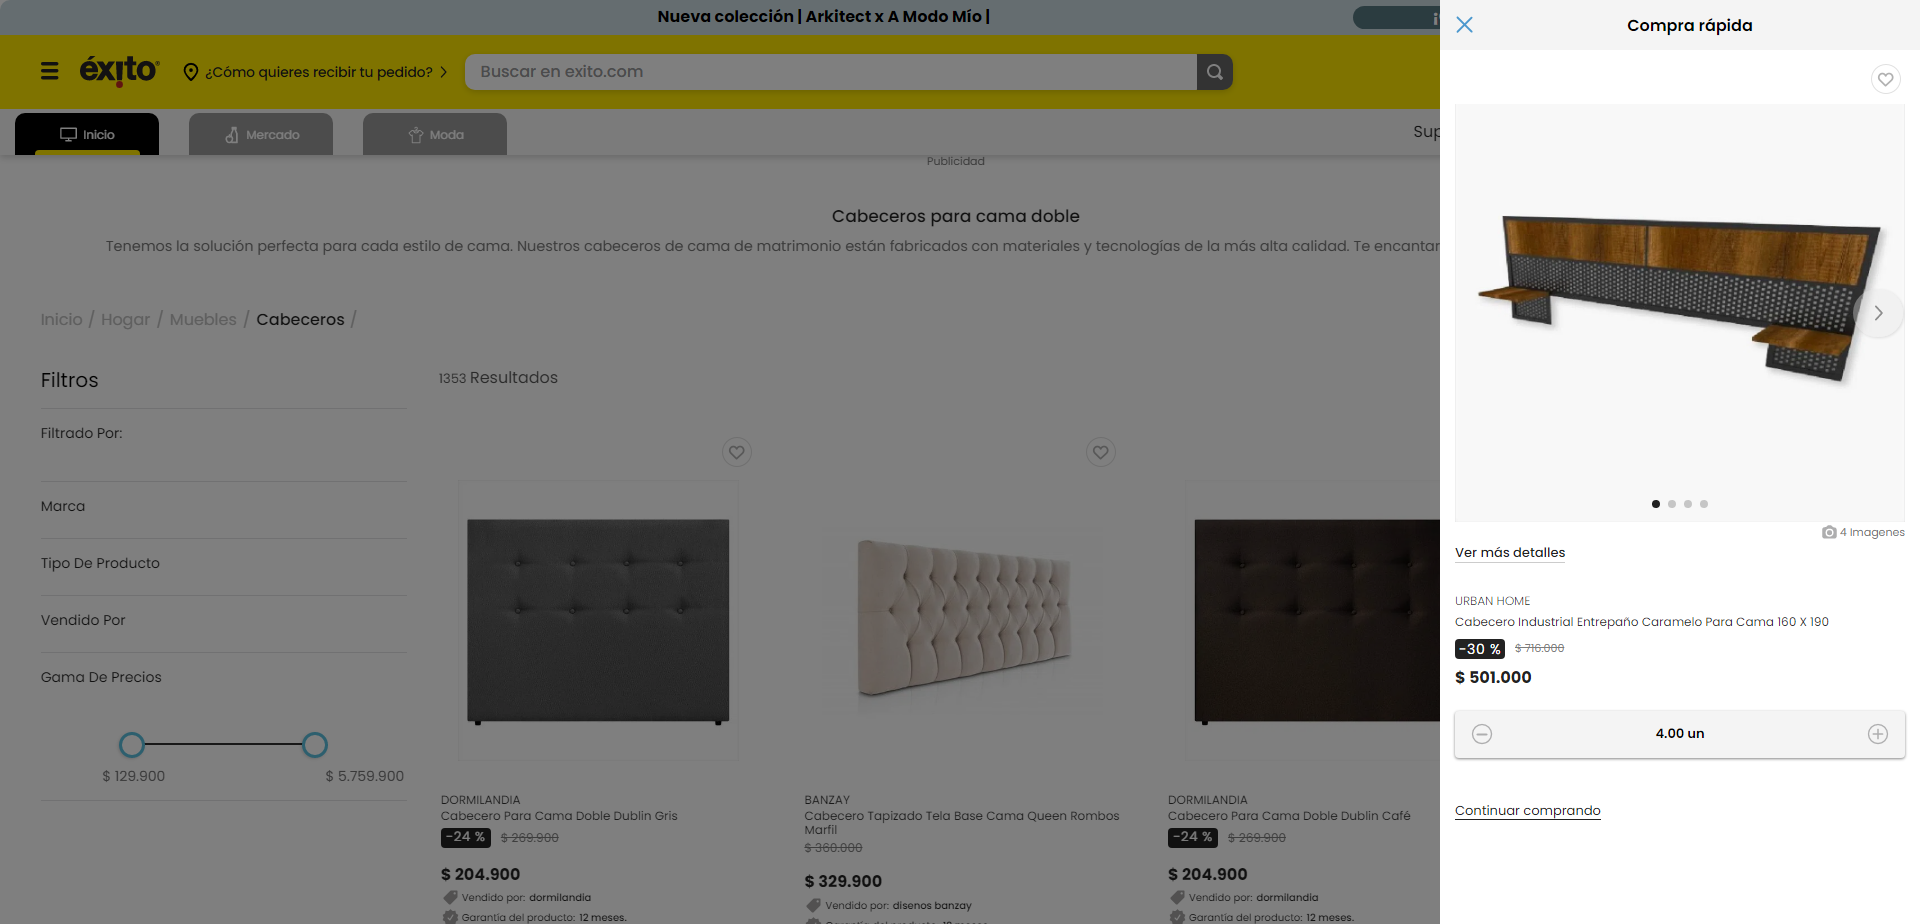 Nueva colección | Arkitect x A Modo Mío |
éxito
¿Cómo quieres recibir tu pedido?
Buscar en exito.com
Inicio
Mercado
Moda
Publicidad
Cabeceros para cama doble
Tenemos la solución perfecta para cada estilo de cama. Nuestros cabeceros de cama de matrimonio están fabricados con materiales y tecnologías de la más alta calidad. Te
Inicio / Hogar / Muebles / Cabeceros /
Filtros
Filtrado Por:
Marca
Tipo De Producto
Vendido Por
Gama De Precios
$ 129.900
$ 5.759.900
1353 Resultados
DORMILANDIA
Cabecero Para Cama Doble Dublin Gris
-24 % $ 269.900
$ 204.900
Vendido por: dormilandia
Garantía del producto: 12 meses.
BANZAY
Cabecero Tapizado Tela Base Cama Queen Rombos
Marfil
$ 360.000
$ 329.900
Vendido por: disenos banzay
DORMILANDIA
Cabecero Para Cama Doble Dublin Café
-24 % $ 269.900
$ 204.900
Vendido por: dormilandia
Garantía del producto: 12 meses.
Compra rápida
4 Imagenes
Ver más detalles
URBAN HOME
Cabecero Industrial Entrepaño Caramelo Para Cama 160 X 190
-30 % $ 716.000
$ 501.000
4.00 un
Continuar comprando